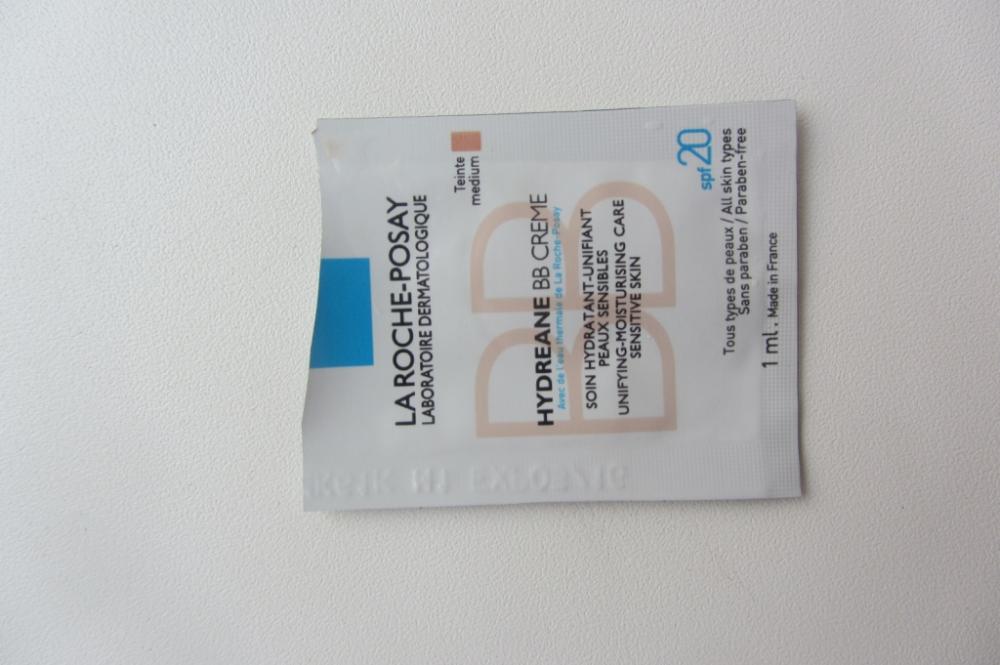 LA ROCHE-POSAY
LABORATOIRE DERMATOLOGIQUE
Teinte
medium
BB
HYDREANE BB CREME
Avec de l'eau thermale de La Roche-Posay
SOIN HYDRATANT-UNIFIANT
PEAUX SENSIBLES
UNIFYING-MOISTURISING CARE
SENSITIVE SKIN
spf 20
Tous types de peaux / All skin types
Sans paraben / Paraben-free
1 ml . Made in France